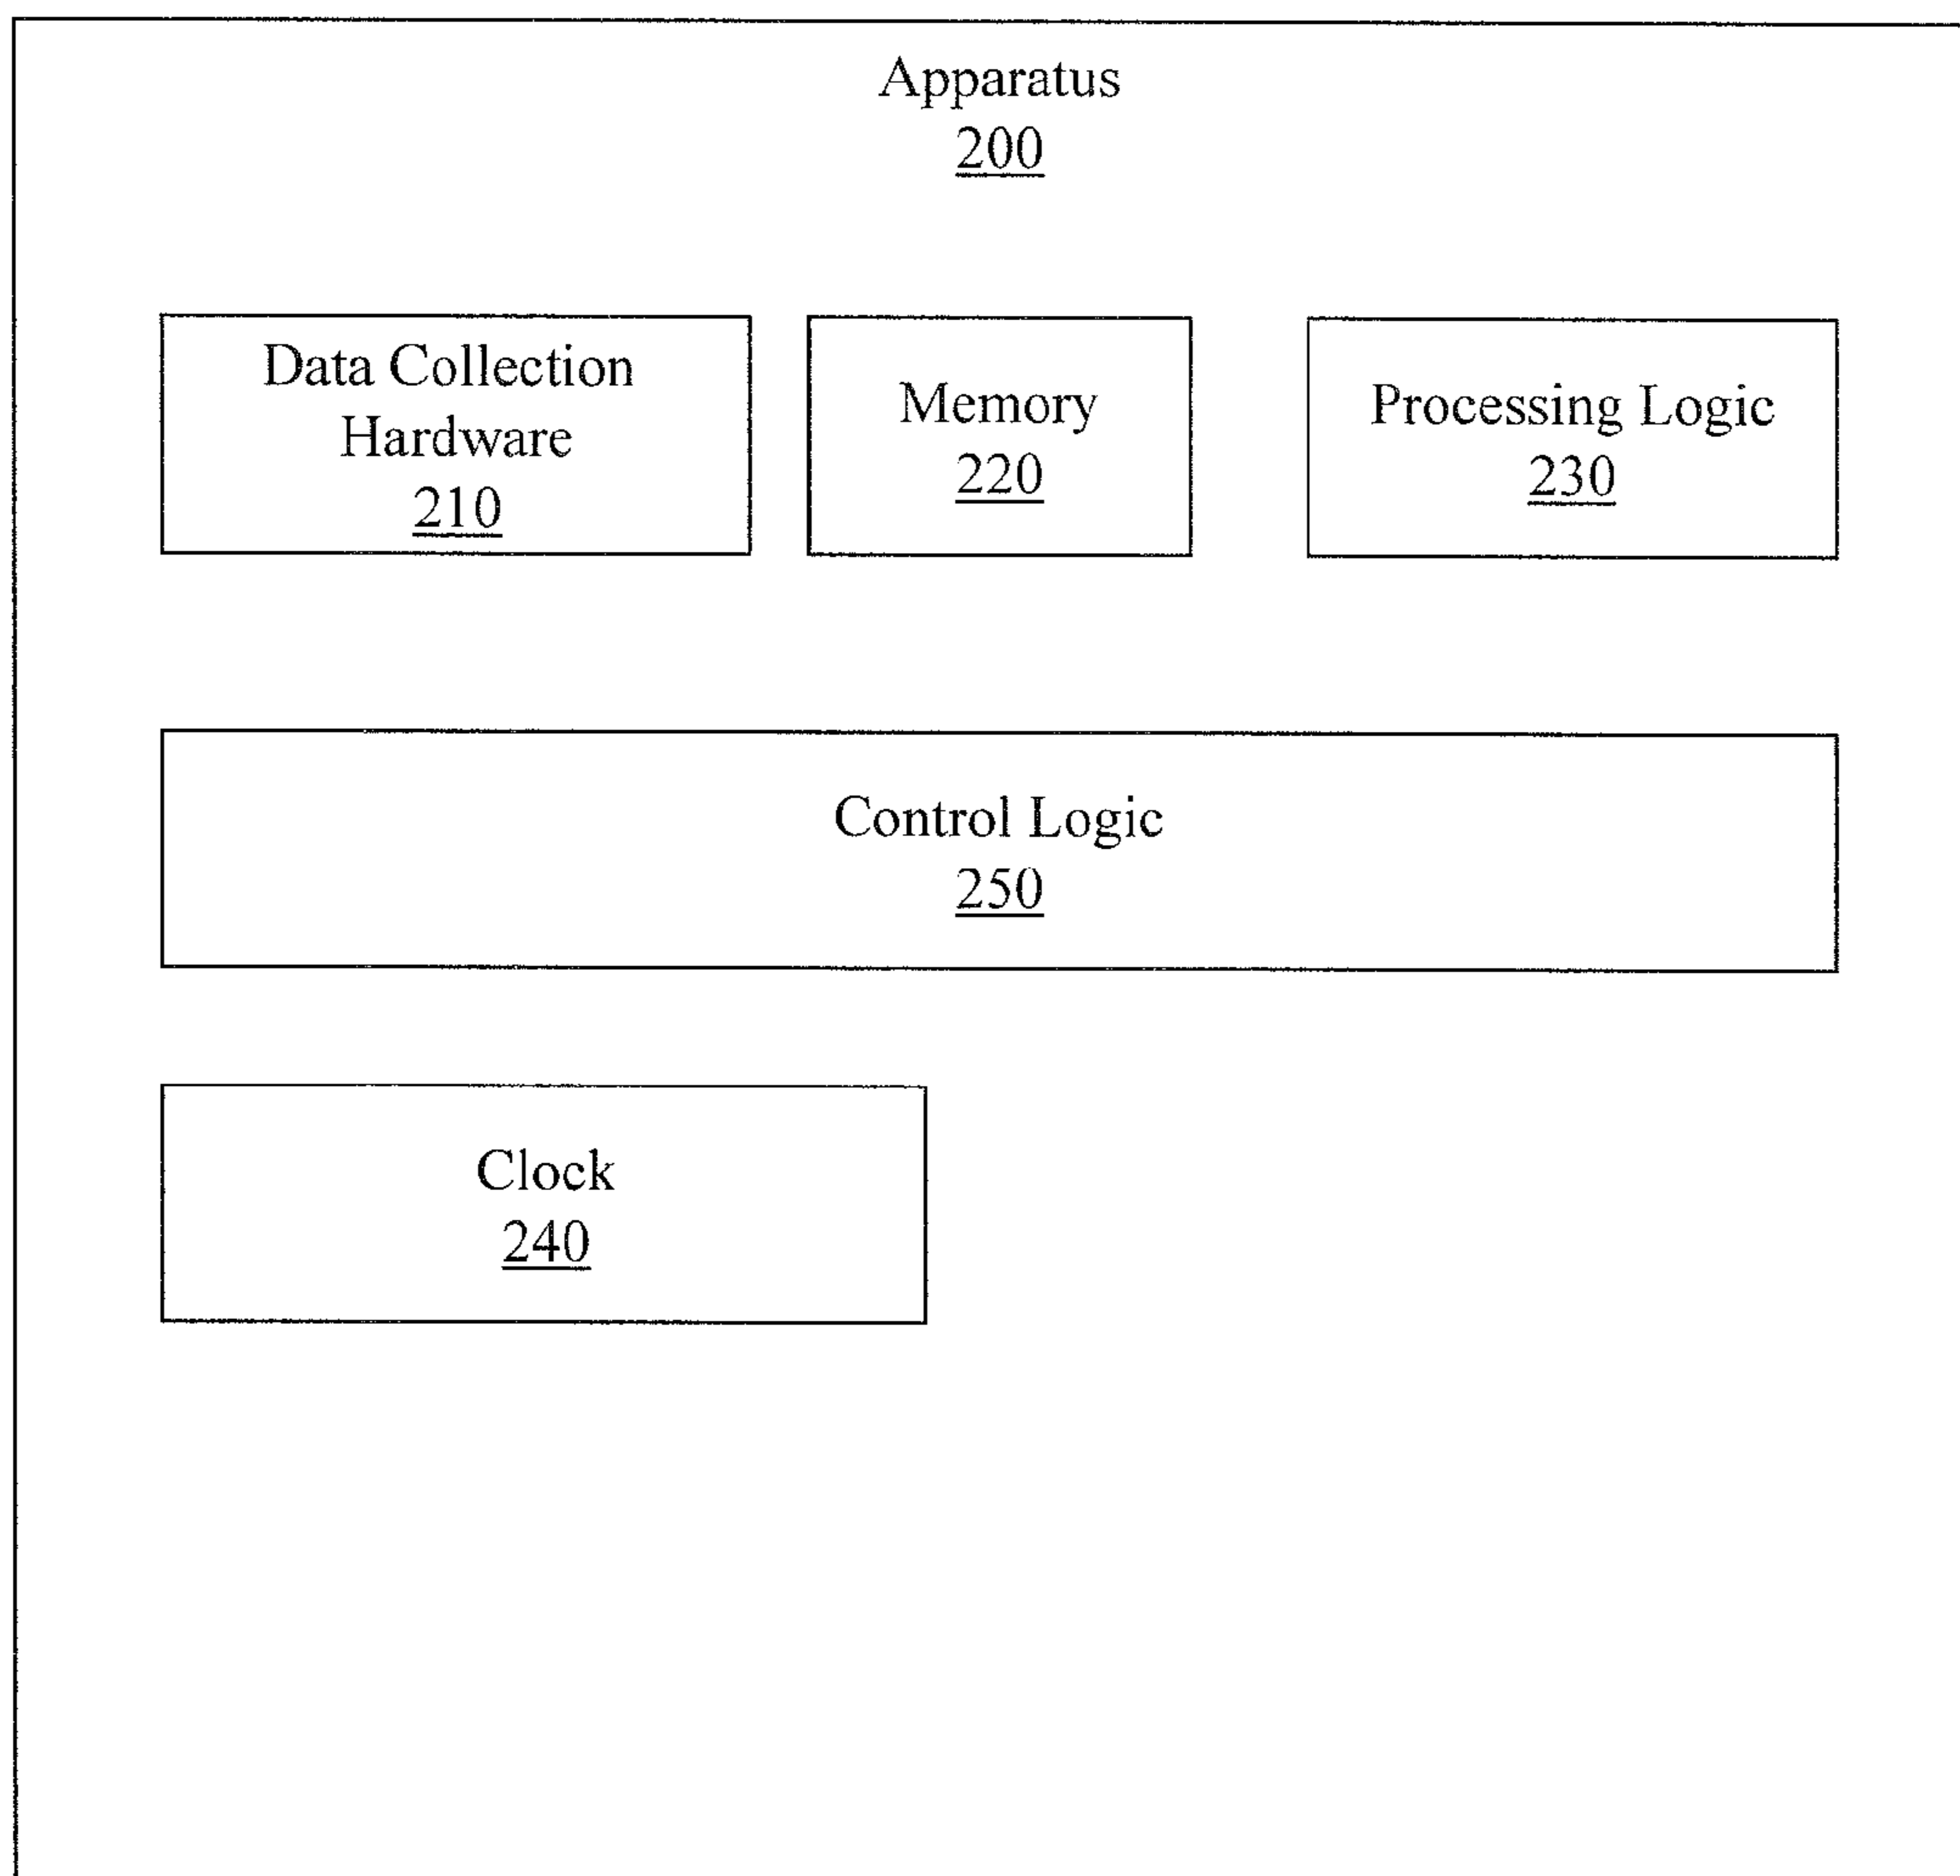 Apparatus
200
Data Collection
Hardware
210
Memory
220
Processing Logic
230
Control Logic
250
Clock
240